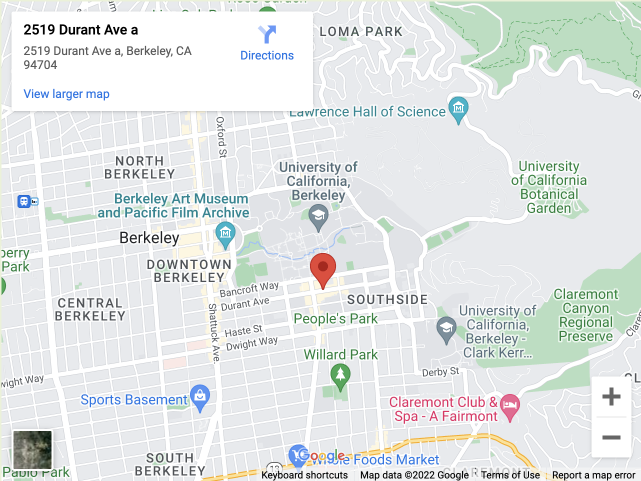 2519 Durant Ave a
2519 Durant Ave a, Berkeley, CA
94704
Directions
View larger map
LOMA PARK
Lawrence Hall of Science
Oxford St
NORTH
BERKELEY
University of
California,
Berkeley
University
of California
Botanical
Garden
Berkeley Art Museum
and Pacific Film Archive
Berkeley
DOWNTOWN
BERKELEY
Park
Bancroft Way
Durant Ave
SOUTHSIDE
CENTRAL
BERKELEY
Shattuck Ave
People's Park
Haste St
Dwight Way
University of
California,
Berkeley -
Clark Kerr...
Claremont
Canyon
Regional
Preserve
Willard Park
Dwight Way
Derby St
Sports Basement
Claremont Club &
Spa - A Fairmont
SOUTH
BERKELEY
13
Google
Whole Foods Market
Pablo Park
CLAREMONT
Keyboard shortcuts
Map data ©2022 Google
Terms of Use
Report a map error